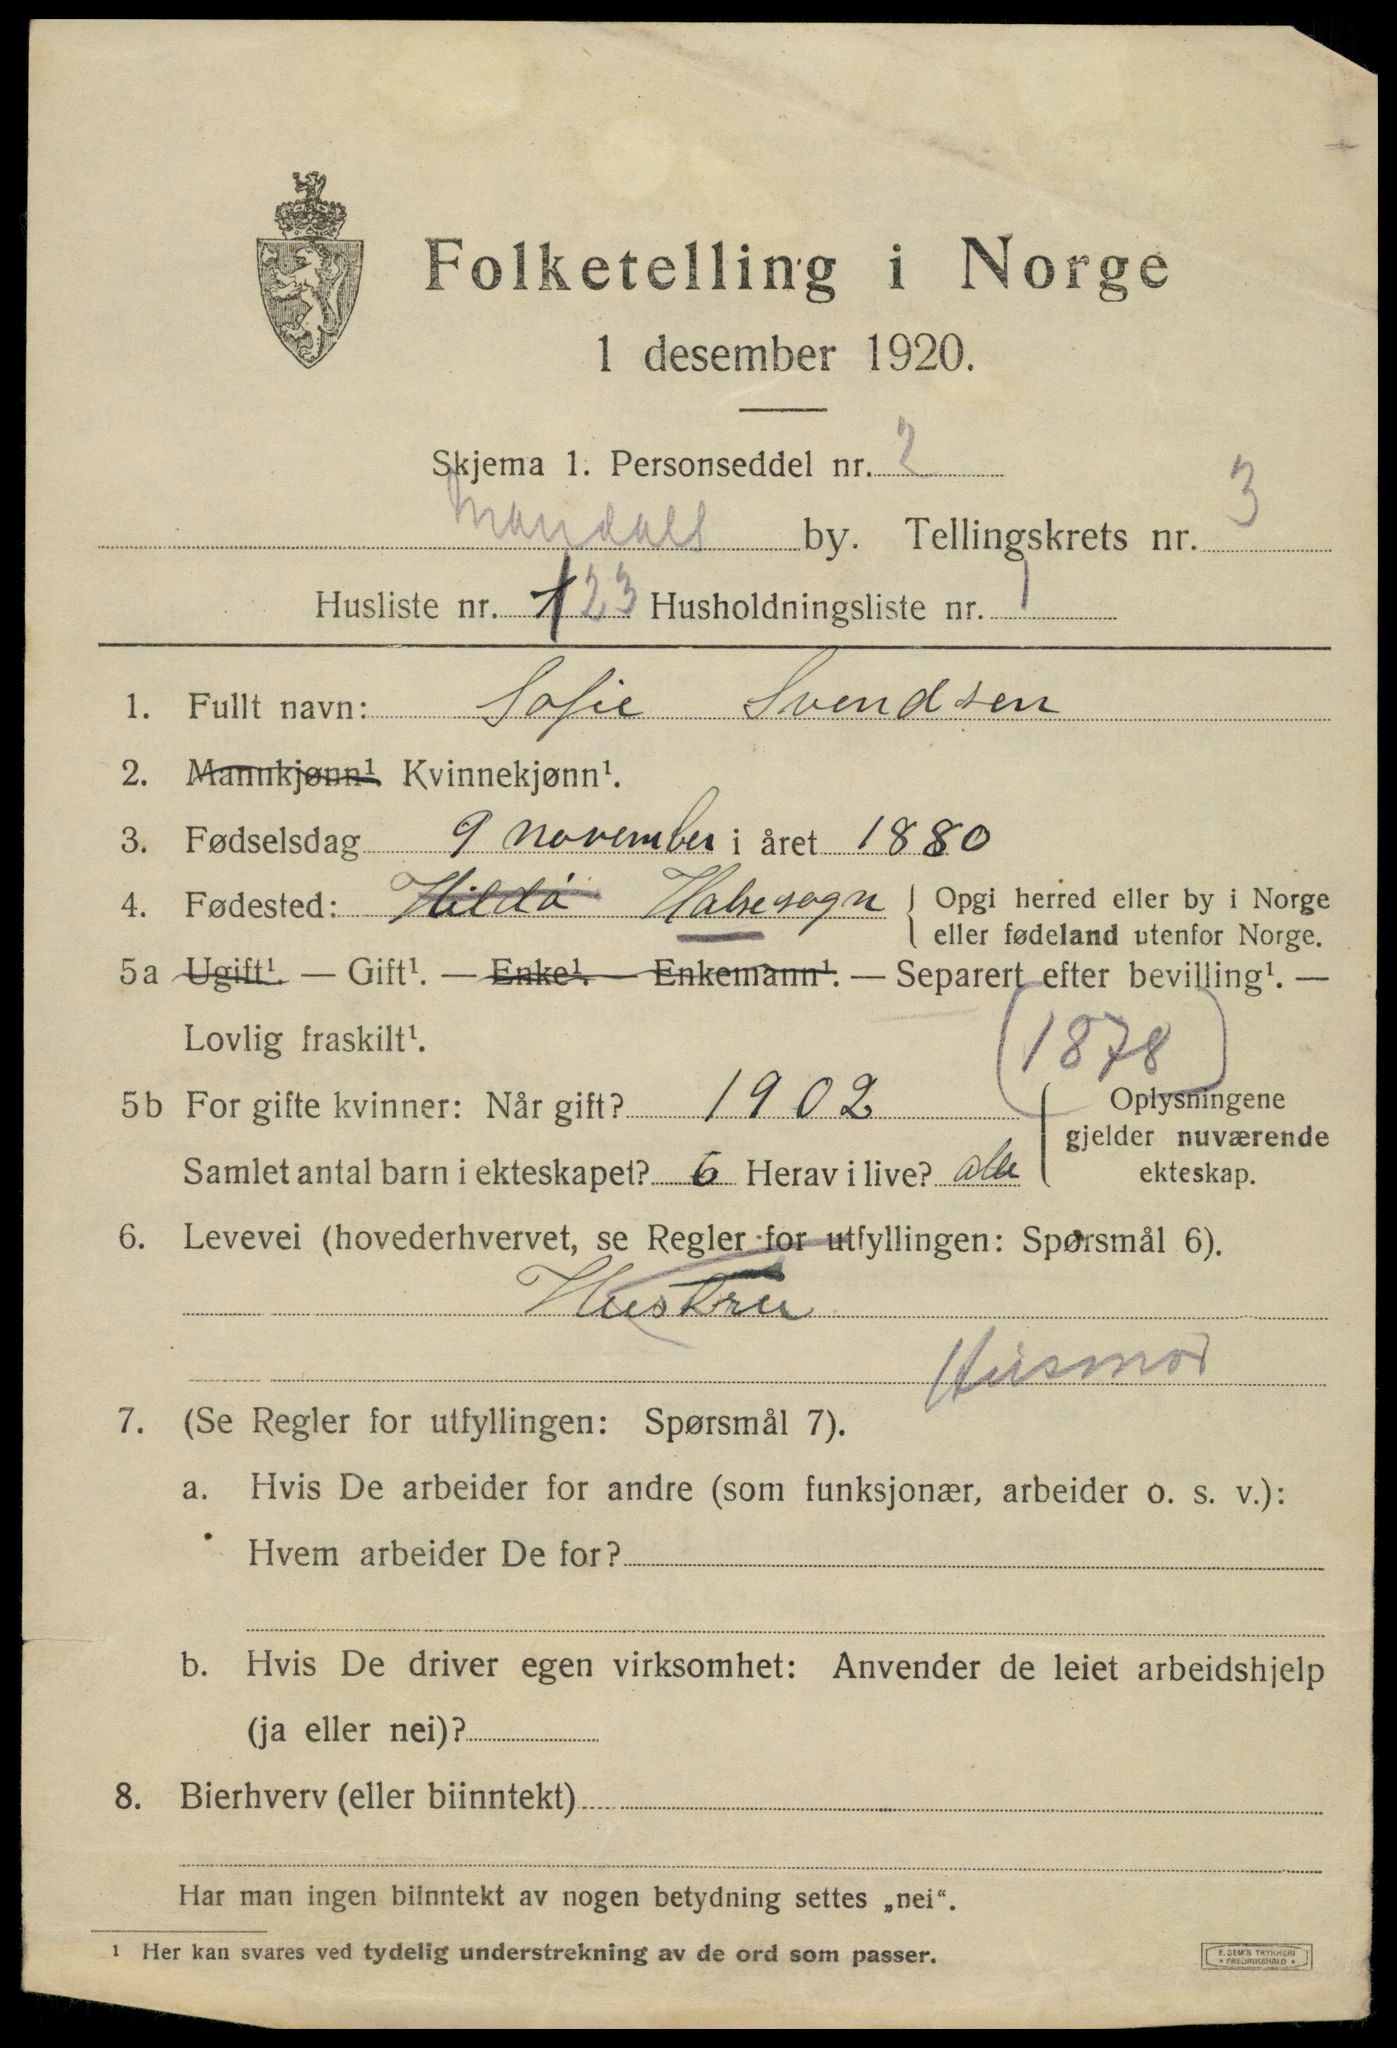 Folketelling i Norge
1 desember 1920.
Skjema 1. Personseddel nr. 2
Mandals by. Tellingskrets nr. 3
Husliste nr. 123 Husholdningsliste nr. 1
1. Fullt navn: Sofie Svendsen
2. Mannkjønn¹. Kvinnekjønn¹.
3. Fødselsdag 9 november i året 1880
4. Fødested: Hildø Halsesogn { Opgi herred eller by i Norge
eller fødeland utenfor Norge.
5a Ugift¹. — Gift¹. — Enke¹. — Enkemann¹. — Separert efter bevilling¹. —
Lovlig fraskilt¹.
(1878)
5b For gifte kvinner: Når gift? 1902 { Oplysningene
gjelder nuværende
Samlet antal barn i ekteskapet? 6 Herav i live? alle ekteskap.
6. Levevei (hovederhvervet, se Regler for utfyllingen: Spørsmål 6).
Hustru
Husmor
7. (Se Regler for utfyllingen: Spørsmål 7).
a. Hvis De arbeider for andre (som funksjonær, arbeider o. s. v.):
Hvem arbeider De for?
b. Hvis De driver egen virksomhet: Anvender de leiet arbeidshjelp
(ja eller nei)?
8. Bierhverv (eller biinntekt)
Har man ingen biinntekt av nogen betydning settes „nei“.
¹ Her kan svares ved tydelig understrekning av de ord som passer.
E. SEM'S TRYKKERI
* FREDRIKSHALD *